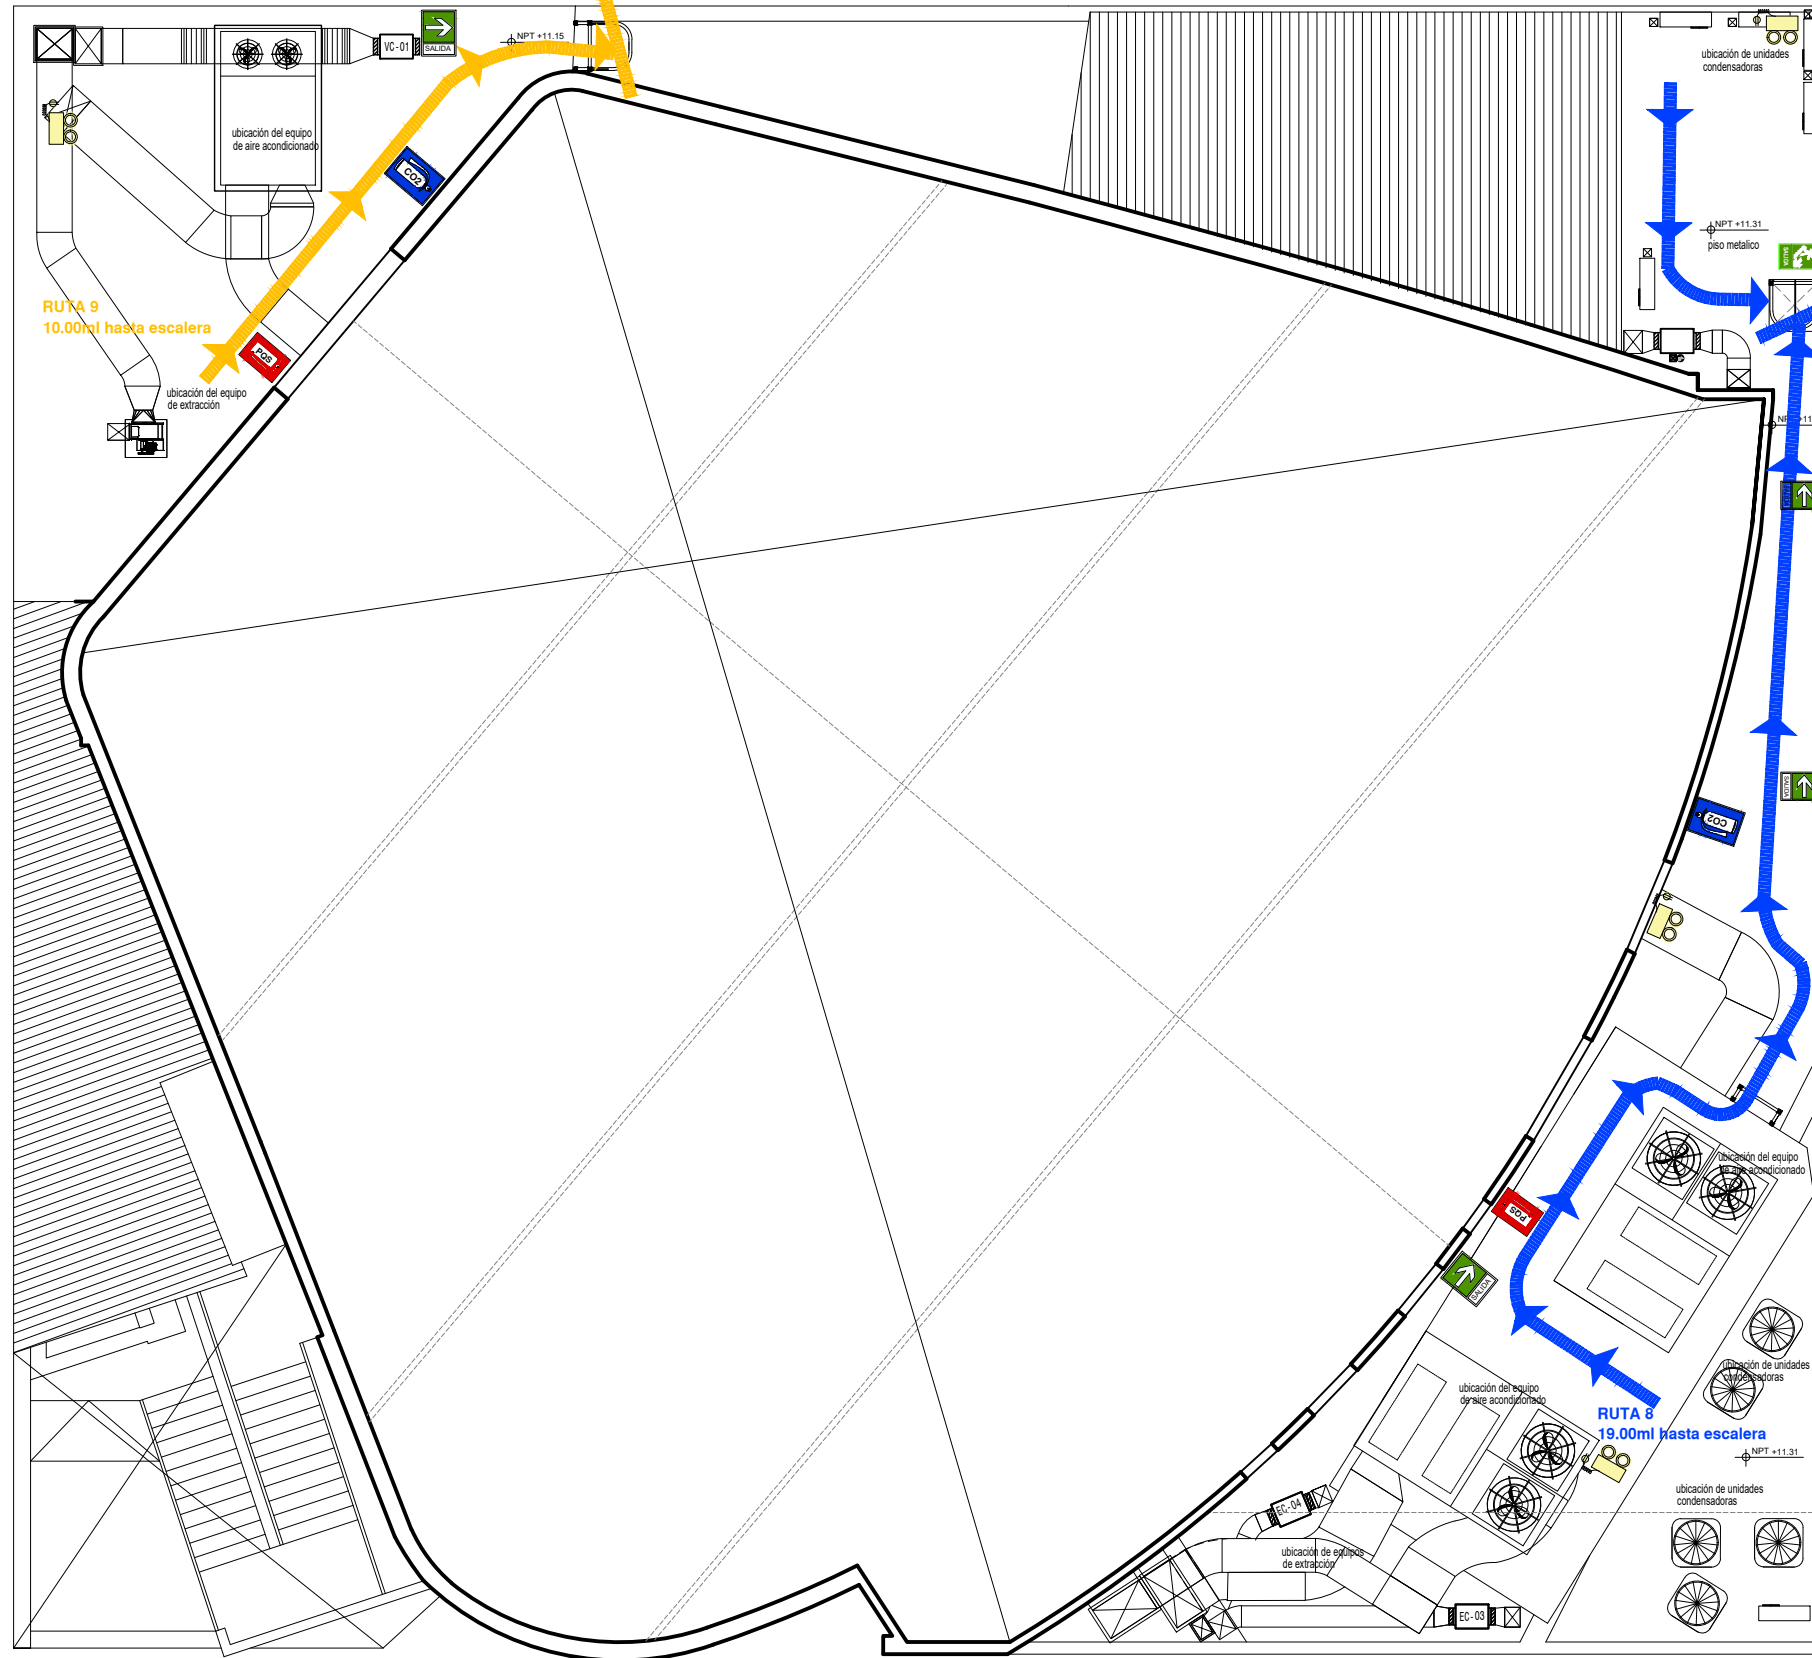 VC-01
SALIDA
NPT +11.15
ubicación de unidades
condensadoras
ubicación del equipo
de aire acondicionado
CO2
NPT +11.31
piso metalico
SALIDA
RUTA 9
10.00ml hasta escalera
PQS
ubicación del equipo
de extracción
SALIDA
CO2
ubicación del equipo
de aire acondicionado
PQS
SALIDA
ubicación de unidades
condensadoras
ubicación del equipo
de aire acondicionado
RUTA 8
19.00ml hasta escalera
NPT +11.31
ubicación de unidades
condensadoras
EC-04
ubicación de equipos
de extracción
EC-03